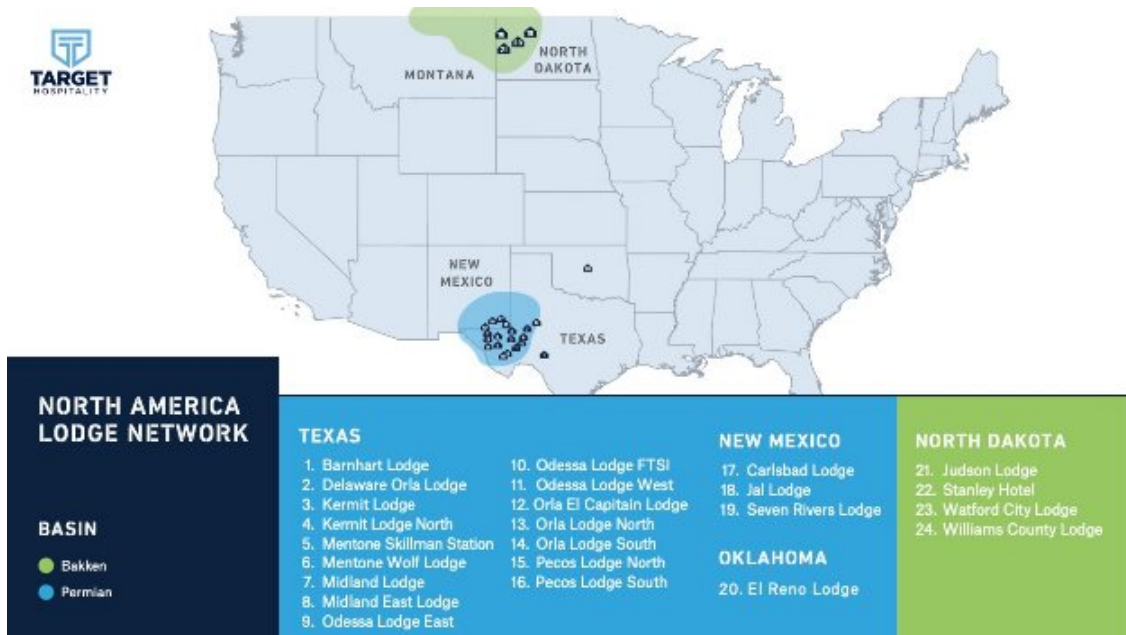 TARGET
HOSPITALITY
MONTANA
NORTH
DAKOTA
NEW
MEXICO
TEXAS
NORTH AMERICA
LODGE NETWORK
BASIN
Bakken
Permian
TEXAS
1. Barnhart Lodge
2. Delaware Orla Lodge
3. Kermit Lodge
4. Kermit Lodge North
5. Mentone Skillman Station
6. Mentone Wolf Lodge
7. Midland Lodge
8. Midland East Lodge
9. Odessa Lodge East
10. Odessa Lodge FTSI
11. Odessa Lodge West
12. Orla El Capitain Lodge
13. Orla Lodge North
14. Orla Lodge South
15. Pecos Lodge North
16. Pecos Lodge South
NEW MEXICO
17. Carlsbad Lodge
18. Jal Lodge
19. Seven Rivers Lodge
OKLAHOMA
20. El Reno Lodge
NORTH DAKOTA
21. Judson Lodge
22. Stanley Hotel
23. Watford City Lodge
24. Williams County Lodge